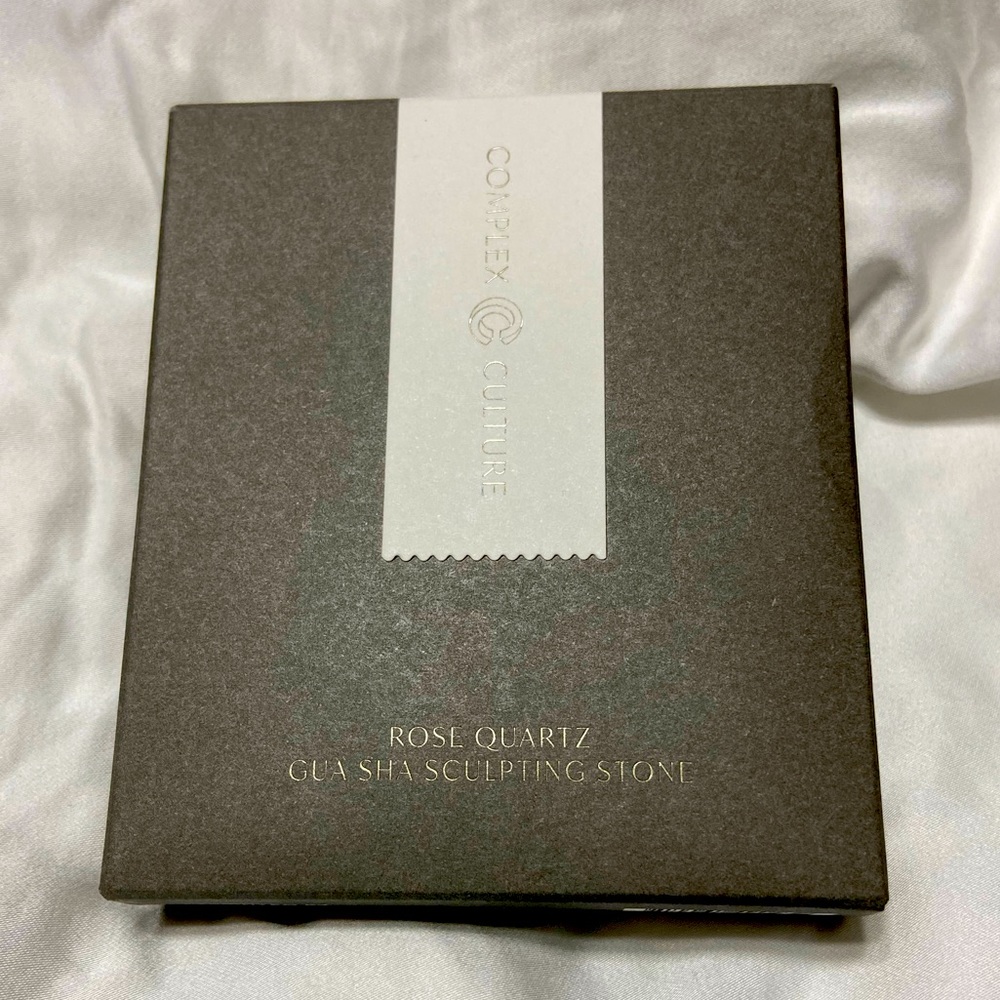 COMPLEX CULTURE
ROSE QUARTZ
GUA SHA SCULPTING STONE